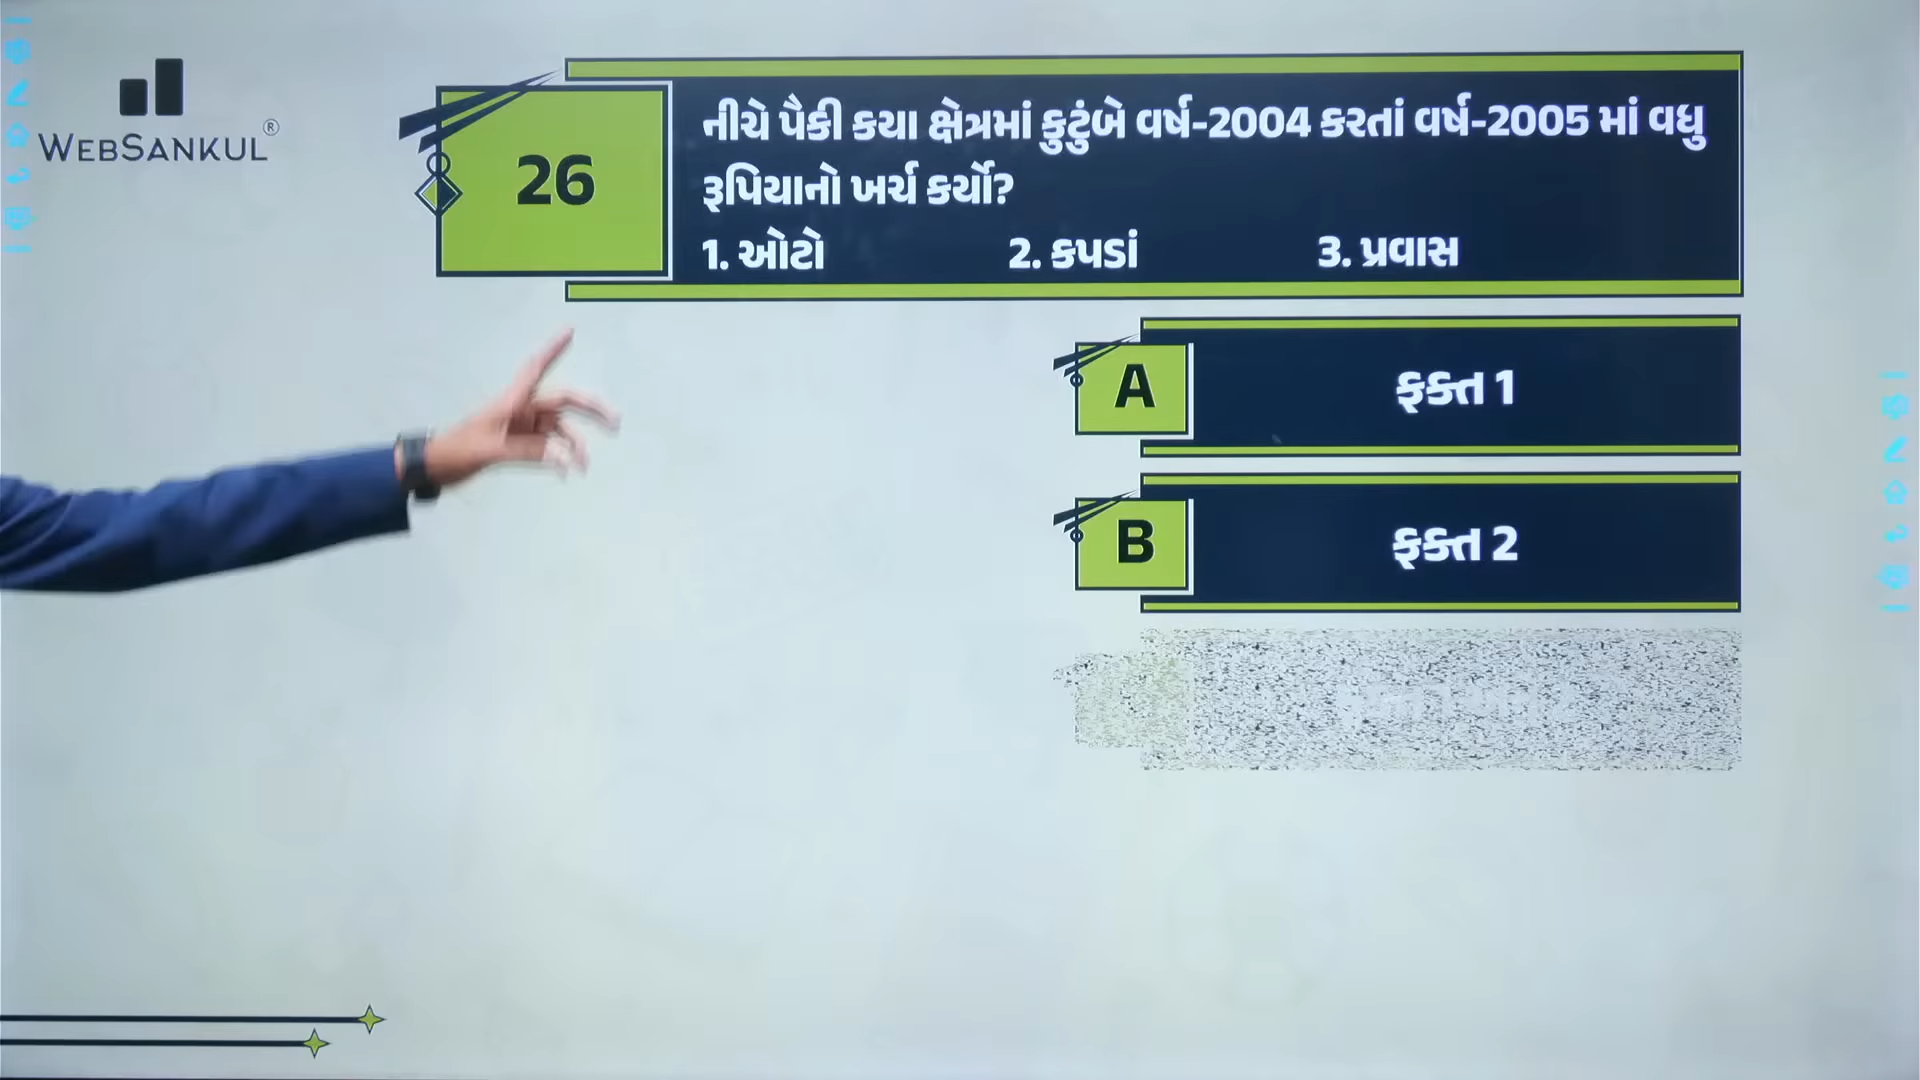 WEBSANKUL®
26
નીચે પૈકી કયા ક્ષેત્રમાં કુટુંબે વર્ષ-2004 કરતાં વર્ષ-2005 માં વધુ
રૂપિયાનો ખર્ચ કર્યો?
1. ઓટો 2. કપડાં 3. પ્રવાસ
A ફક્ત 1
B ફક્ત 2